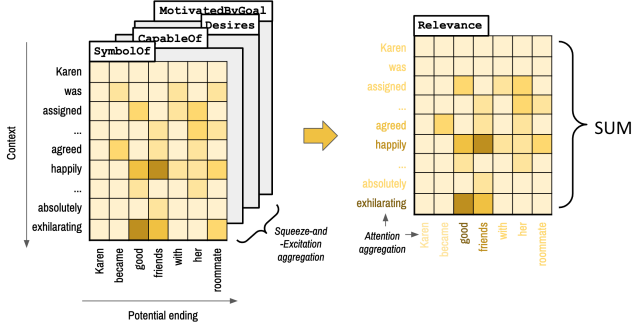 MotivatedByGoal
Desires
CapableOf
SymbolOf
Karen
was
assigned
...
agreed
happily
...
absolutely
exhilarating
Context
Karen
became
good
friends
with
her
roommate
Potential ending
Squeeze-and
-Excitation
aggregation
Relevance
Karen
was
assigned
...
agreed
happily
...
absolutely
exhilarating
SUM
Attention
aggregation
Karen
became
good
friends
with
her
roommate